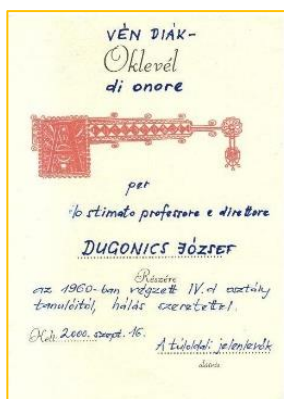 VÉN DIÁK-
Oklevél
di onore
per
lo stimato professore e direttore
DUGONICS JÓZSEF
Részére
az 1960-ban végzett IV.d osztály
tanulóitól, hálás szeretettel.
Kelt: 2000. szept. 16.
A túloldali jelenlevők
aláírás